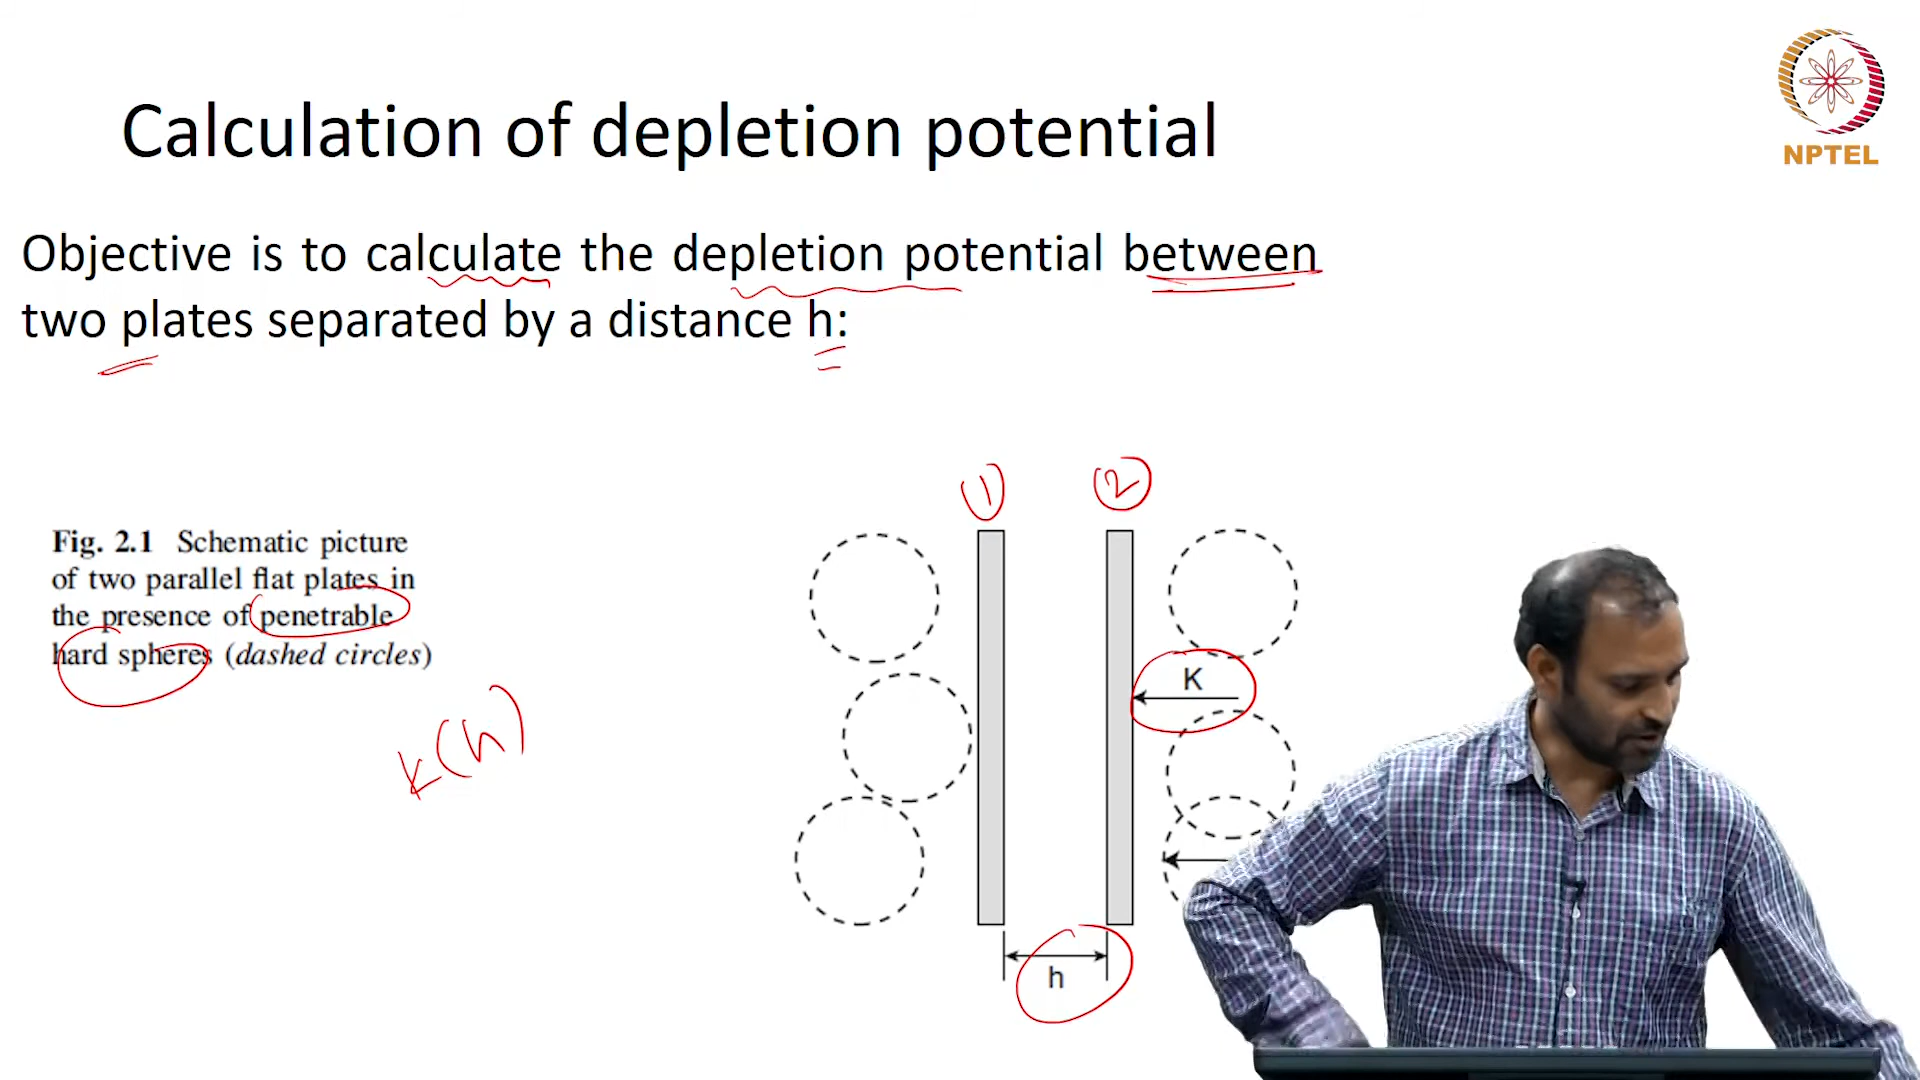 NPTEL
Calculation of depletion potential
Objective is to calculate the depletion potential between
two plates separated by a distance h:
Fig. 2.1 Schematic picture
of two parallel flat plates in
the presence of penetrable
hard spheres (dashed circles)
K(h)
1
2
K
h